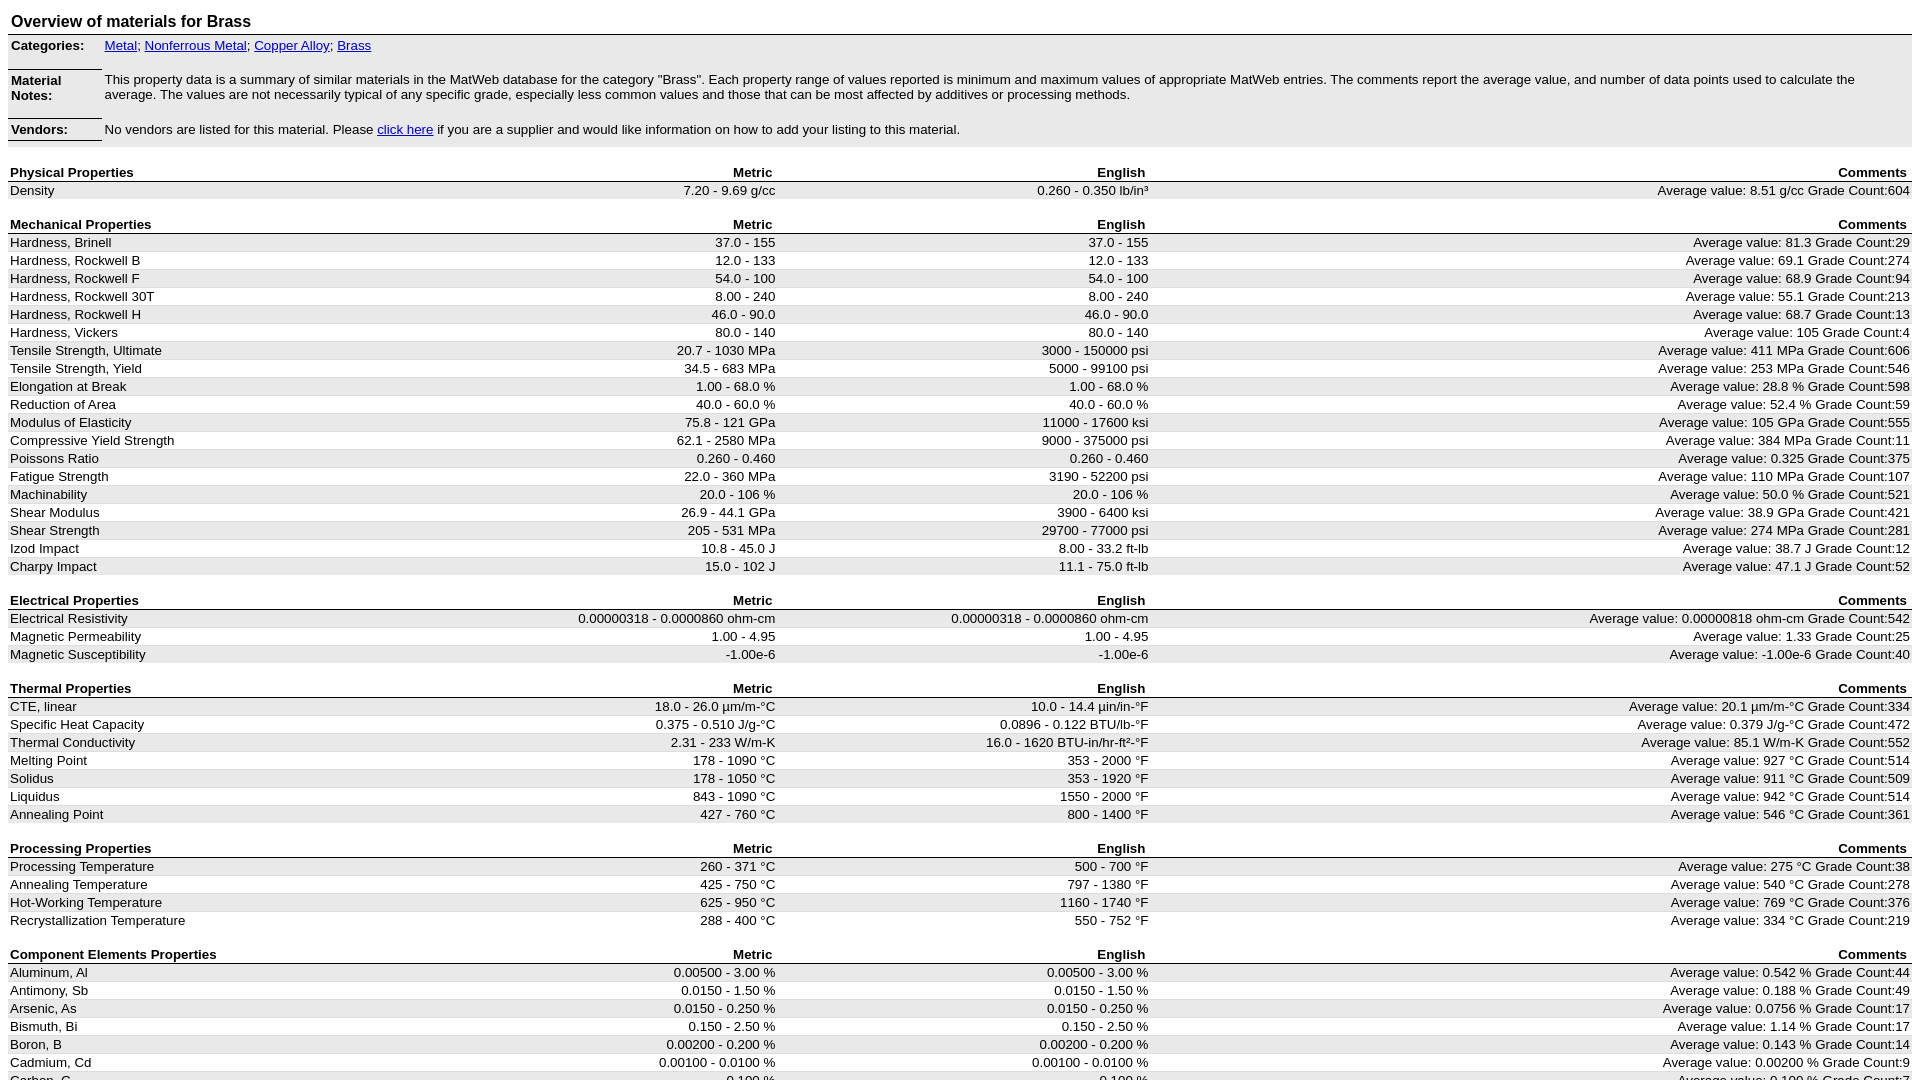 Overview of materials for Brass
Categories: Metal; Nonferrous Metal; Copper Alloy; Brass
Material Notes: This property data is a summary of similar materials in the MatWeb database for the category "Brass". Each property range of values reported is minimum and maximum values of appropriate MatWeb entries. The comments report the average value, and number of data points used to calculate the
average. The values are not necessarily typical of any specific grade, especially less common values and those that can be most affected by additives or processing methods.
Vendors: No vendors are listed for this material. Please click here if you are a supplier and would like information on how to add your listing to this material.
Physical Properties Metric English Comments
Density 7.20 - 9.69 g/cc 0.260 - 0.350 lb/in³ Average value: 8.51 g/cc Grade Count:604
Mechanical Properties Metric English Comments
Hardness, Brinell 37.0 - 155 37.0 - 155 Average value: 81.3 Grade Count:29
Hardness, Rockwell B 12.0 - 133 12.0 - 133 Average value: 69.1 Grade Count:274
Hardness, Rockwell F 54.0 - 100 54.0 - 100 Average value: 68.9 Grade Count:94
Hardness, Rockwell 30T 8.00 - 240 8.00 - 240 Average value: 55.1 Grade Count:213
Hardness, Rockwell H 46.0 - 90.0 46.0 - 90.0 Average value: 68.7 Grade Count:13
Hardness, Vickers 80.0 - 140 80.0 - 140 Average value: 105 Grade Count:4
Tensile Strength, Ultimate 20.7 - 1030 MPa 3000 - 150000 psi Average value: 411 MPa Grade Count:606
Tensile Strength, Yield 34.5 - 683 MPa 5000 - 99100 psi Average value: 253 MPa Grade Count:546
Elongation at Break 1.00 - 68.0 % 1.00 - 68.0 % Average value: 28.8 % Grade Count:598
Reduction of Area 40.0 - 60.0 % 40.0 - 60.0 % Average value: 52.4 % Grade Count:59
Modulus of Elasticity 75.8 - 121 GPa 11000 - 17600 ksi Average value: 105 GPa Grade Count:555
Compressive Yield Strength 62.1 - 2580 MPa 9000 - 375000 psi Average value: 384 MPa Grade Count:11
Poissons Ratio 0.260 - 0.460 0.260 - 0.460 Average value: 0.325 Grade Count:375
Fatigue Strength 22.0 - 360 MPa 3190 - 52200 psi Average value: 110 MPa Grade Count:107
Machinability 20.0 - 106 % 20.0 - 106 % Average value: 50.0 % Grade Count:521
Shear Modulus 26.9 - 44.1 GPa 3900 - 6400 ksi Average value: 38.9 GPa Grade Count:421
Shear Strength 205 - 531 MPa 29700 - 77000 psi Average value: 274 MPa Grade Count:281
Izod Impact 10.8 - 45.0 J 8.00 - 33.2 ft-lb Average value: 38.7 J Grade Count:12
Charpy Impact 15.0 - 102 J 11.1 - 75.0 ft-lb Average value: 47.1 J Grade Count:52
Electrical Properties Metric English Comments
Electrical Resistivity 0.00000318 - 0.0000860 ohm-cm 0.00000318 - 0.0000860 ohm-cm Average value: 0.00000818 ohm-cm Grade Count:542
Magnetic Permeability 1.00 - 4.95 1.00 - 4.95 Average value: 1.33 Grade Count:25
Magnetic Susceptibility -1.00e-6 -1.00e-6 Average value: -1.00e-6 Grade Count:40
Thermal Properties Metric English Comments
CTE, linear 18.0 - 26.0 µm/m-°C 10.0 - 14.4 µin/in-°F Average value: 20.1 µm/m-°C Grade Count:334
Specific Heat Capacity 0.375 - 0.510 J/g-°C 0.0896 - 0.122 BTU/lb-°F Average value: 0.379 J/g-°C Grade Count:472
Thermal Conductivity 2.31 - 233 W/m-K 16.0 - 1620 BTU-in/hr-ft²-°F Average value: 85.1 W/m-K Grade Count:552
Melting Point 178 - 1090 °C 353 - 2000 °F Average value: 927 °C Grade Count:514
Solidus 178 - 1050 °C 353 - 1920 °F Average value: 911 °C Grade Count:509
Liquidus 843 - 1090 °C 1550 - 2000 °F Average value: 942 °C Grade Count:514
Annealing Point 427 - 760 °C 800 - 1400 °F Average value: 546 °C Grade Count:361
Processing Properties Metric English Comments
Processing Temperature 260 - 371 °C 500 - 700 °F Average value: 275 °C Grade Count:38
Annealing Temperature 425 - 750 °C 797 - 1380 °F Average value: 540 °C Grade Count:278
Hot-Working Temperature 625 - 950 °C 1160 - 1740 °F Average value: 769 °C Grade Count:376
Recrystallization Temperature 288 - 400 °C 550 - 752 °F Average value: 334 °C Grade Count:219
Component Elements Properties Metric English Comments
Aluminum, Al 0.00500 - 3.00 % 0.00500 - 3.00 % Average value: 0.542 % Grade Count:44
Antimony, Sb 0.0150 - 1.50 % 0.0150 - 1.50 % Average value: 0.188 % Grade Count:49
Arsenic, As 0.0150 - 0.250 % 0.0150 - 0.250 % Average value: 0.0756 % Grade Count:17
Bismuth, Bi 0.150 - 2.50 % 0.150 - 2.50 % Average value: 1.14 % Grade Count:17
Boron, B 0.00200 - 0.200 % 0.00200 - 0.200 % Average value: 0.143 % Grade Count:14
Cadmium, Cd 0.00100 - 0.0100 % 0.00100 - 0.0100 % Average value: 0.00200 % Grade Count:9